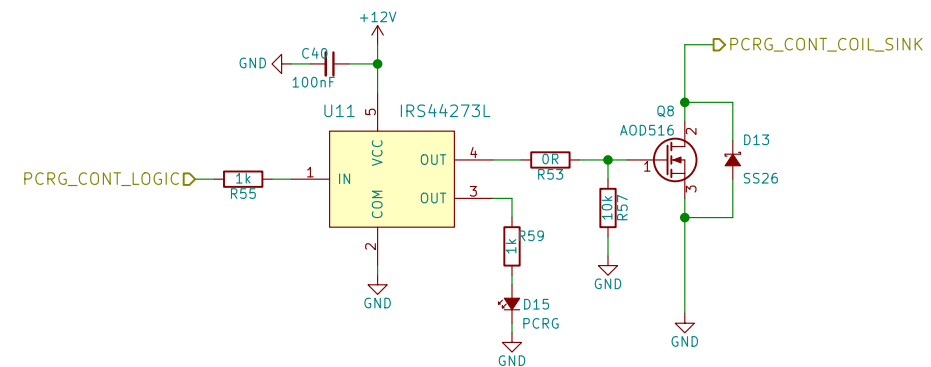 +12V
PCRG_CONT_COIL_SINK
C40
GND
100nF
U11
IRS44273L
5
Q8
AOD516
2
D13
VCC
OUT
4
0R
R53
1
SS26
PCRG_CONT_LOGIC
1k
R55
1
IN
COM
OUT
3
3
10k
R57
2
1k
R59
GND
GND
D15
PCRG
GND
GND